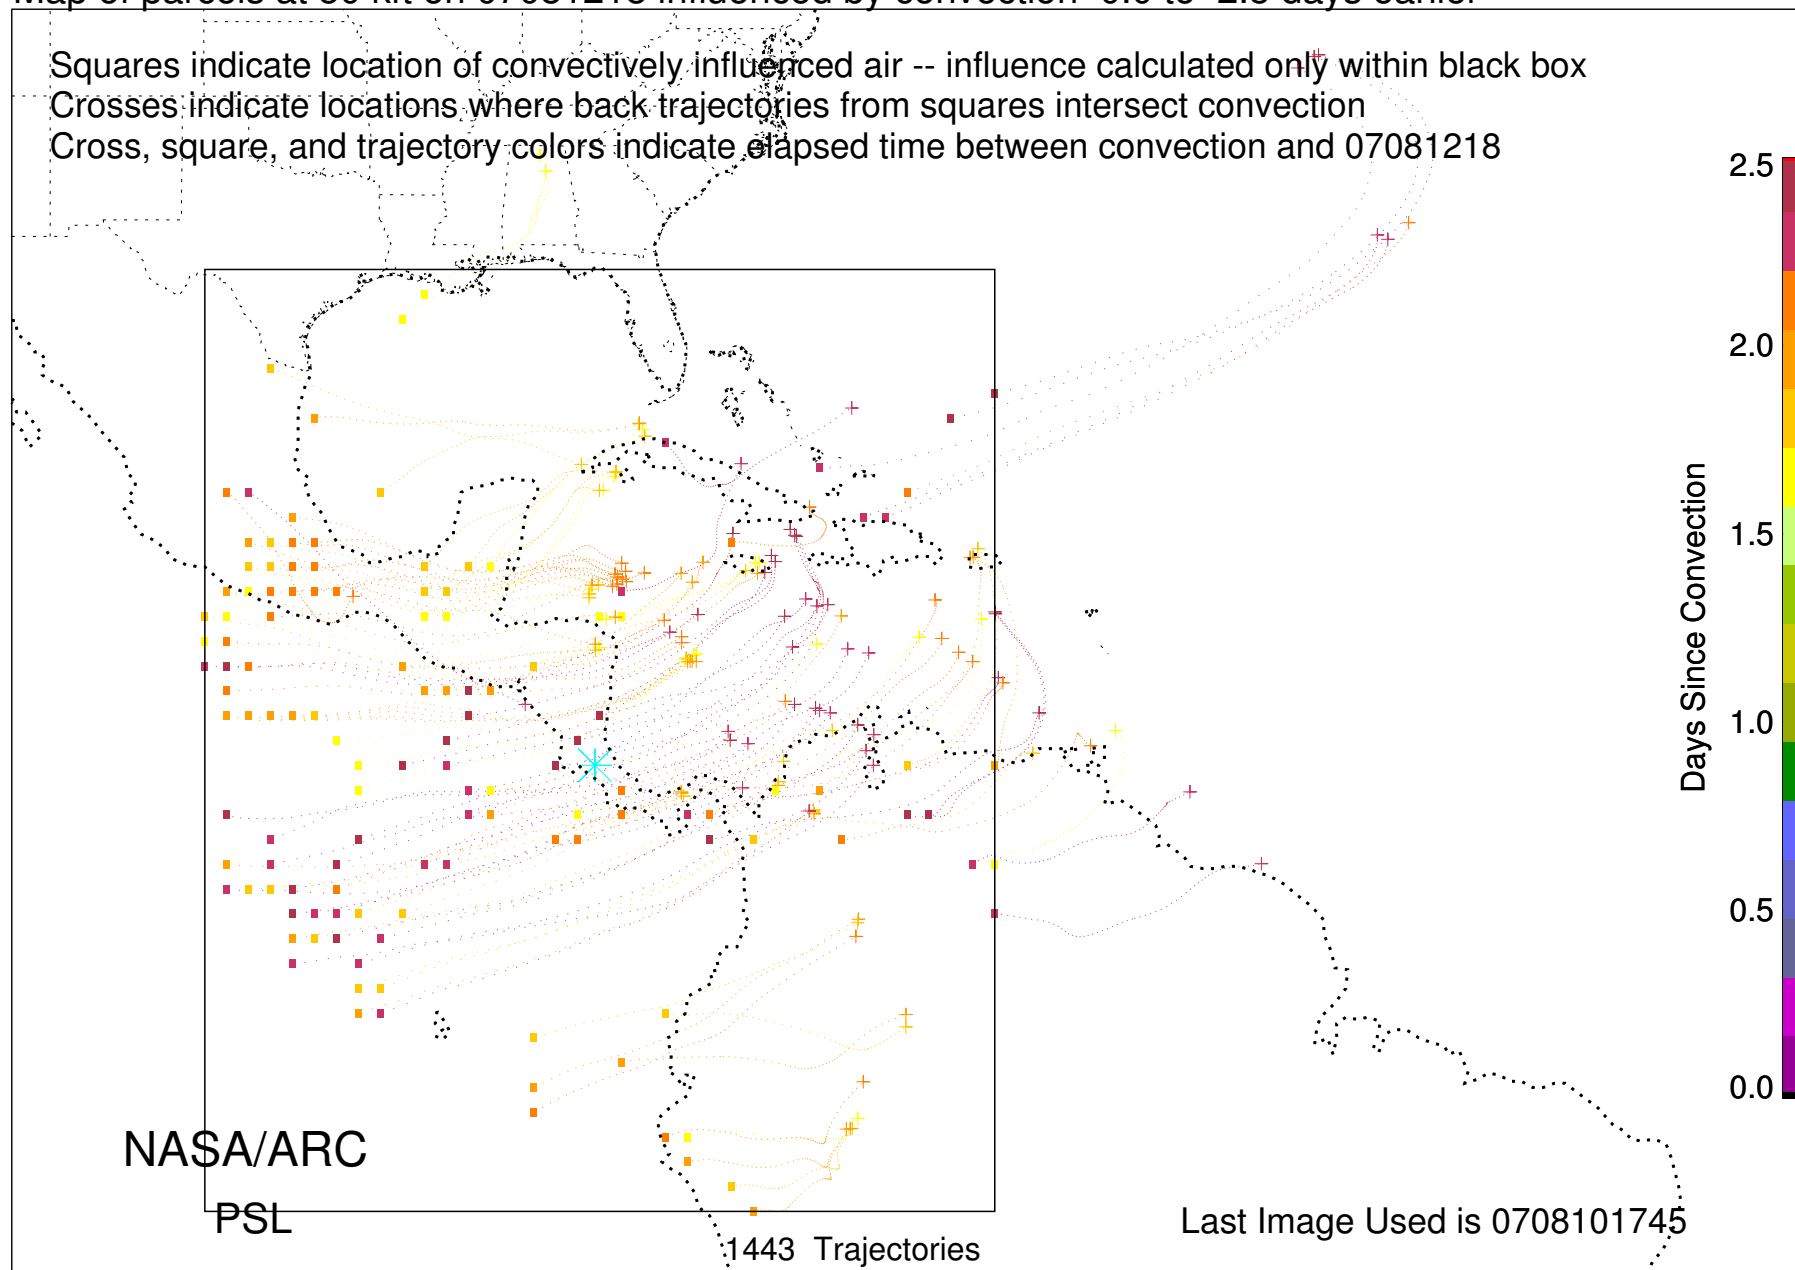 Squares indicate location of convectively influenced air -- influence calculated only within black box
Crosses indicate locations where back trajectories from squares intersect convection
Cross, square, and trajectory colors indicate elapsed time between convection and 07081218
2.5
2.0
1.5
1.0
0.5
0.0
Days Since Convection
NASA/ARC
PSL
Last Image Used is 0708101745
1443 Trajectories